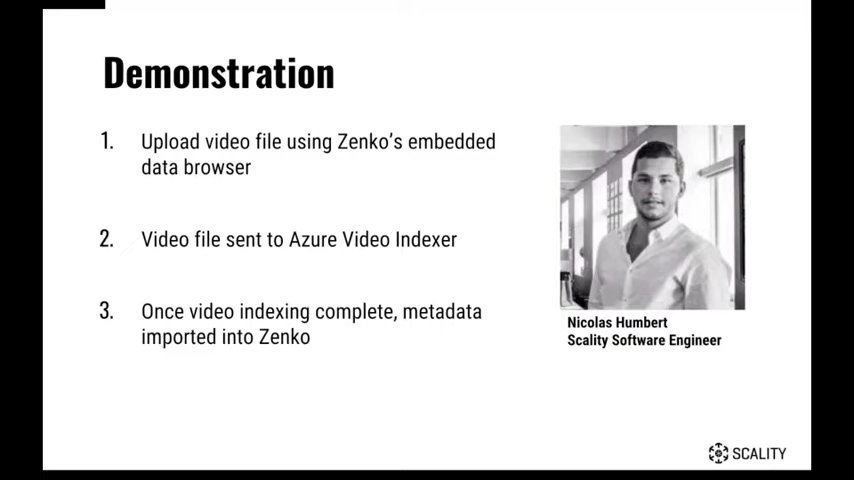 Demonstration
1. Upload video file using Zenko's embedded
data browser
2. Video file sent to Azure Video Indexer
3. Once video indexing complete, metadata
imported into Zenko
Nicolas Humbert
Scality Software Engineer
SCALITY